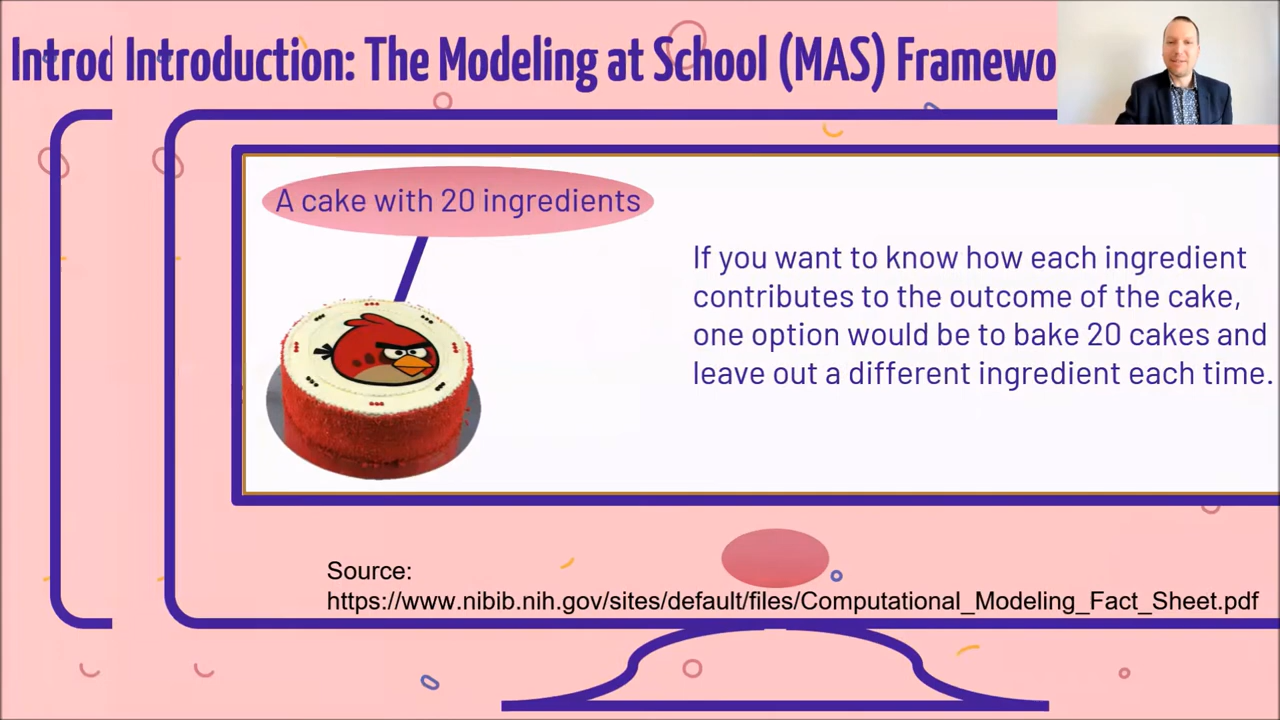 Introd Introduction: The Modeling at School (MAS) Framewo
A cake with 20 ingredients
If you want to know how each ingredient
contributes to the outcome of the cake,
one option would be to bake 20 cakes and
leave out a different ingredient each time.
Source:
https://www.nibib.nih.gov/sites/default/files/Computational_Modeling_Fact_Sheet.pdf